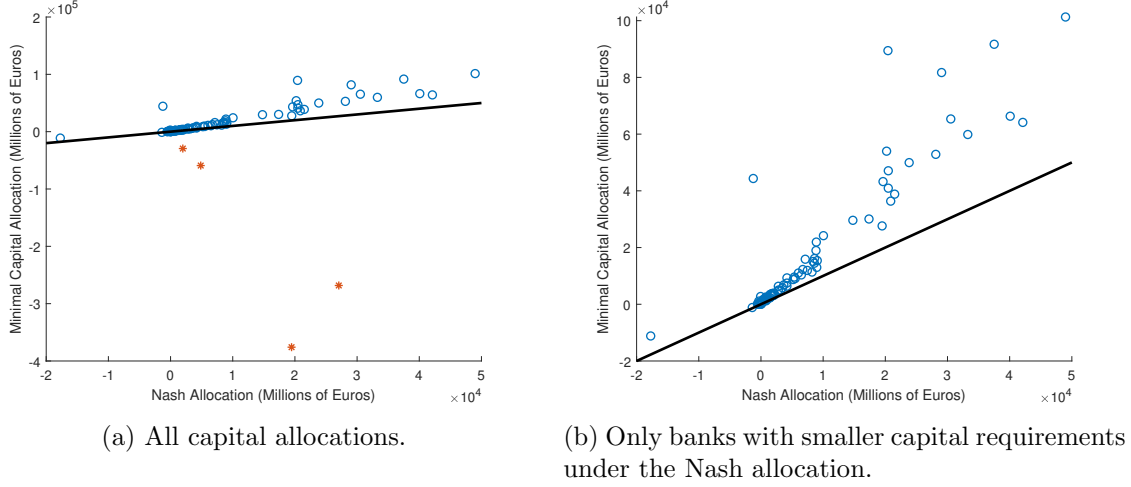 ×10^5
2
1
0
-1
-2
-3
-4
Minimal Capital Allocation (Millions of Euros)
-2 -1 0 1 2 3 4 5
Nash Allocation (Millions of Euros)
×10^4
(a) All capital allocations.
×10^4
10
8
6
4
2
0
-2
Minimal Capital Allocation (Millions of Euros)
-2 -1 0 1 2 3 4 5
Nash Allocation (Millions of Euros)
×10^4
(b) Only banks with smaller capital requirements
under the Nash allocation.